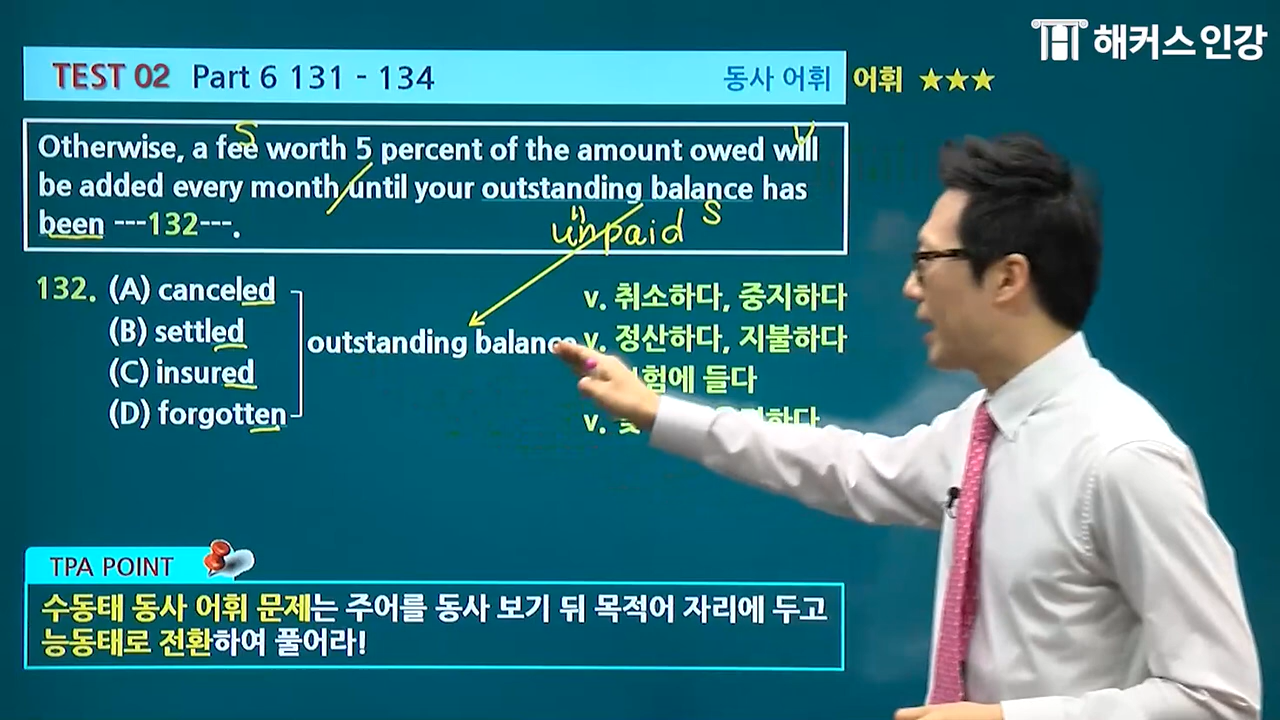 해커스인강
TEST 02 Part 6 131 - 134 동사 어휘 어휘 ★★★
Otherwise, a fee worth 5 percent of the amount owed will
be added every month until your outstanding balance has
been ---132---.
S
V
unpaid
S
132. (A) canceled
(B) settled
(C) insured
(D) forgotten
outstanding balance
v. 취소하다, 중지하다
v. 정산하다, 지불하다
들다
v.
TPA POINT
수동태 동사 어휘 문제는 주어를 동사 보기 뒤 목적어 자리에 두고
능동태로 전환하여 풀어라!